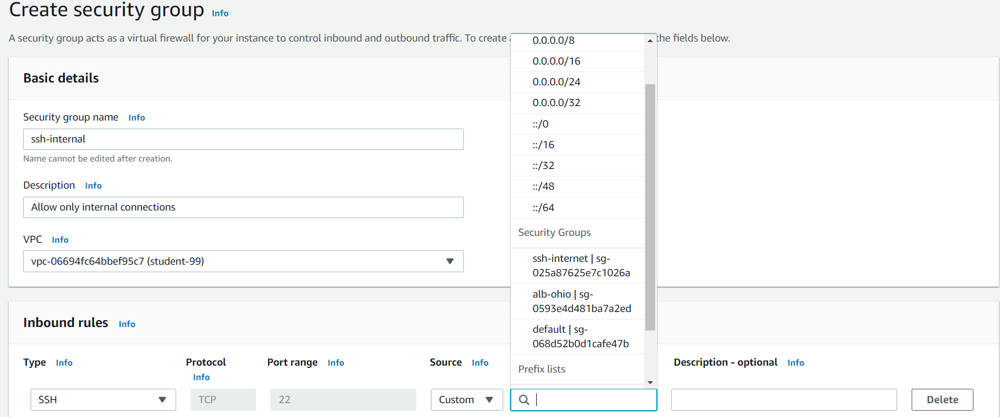 Create security group Info
A security group acts as a virtual firewall for your instance to control inbound and outbound traffic. To create the fields below.
Basic details
Security group name Info
ssh-internal
Name cannot be edited after creation.
Description Info
Allow only internal connections
VPC Info
vpc-06694fc64bbef95c7 (student-99)
0.0.0.0/8
0.0.0.0/16
0.0.0.0/24
0.0.0.0/32
::/0
::/16
::/32
::/48
::/64
Security Groups
ssh-internet | sg-
025a87625e7c1026a
alb-ohio | sg-
0593e4d481ba7a2ed
default | sg-
068d52b0d1cafe47b
Prefix lists
Inbound rules Info
Type Info
Protocol
Info
Port range Info
Source Info
Description - optional Info
SSH
TCP
22
Custom
Delete